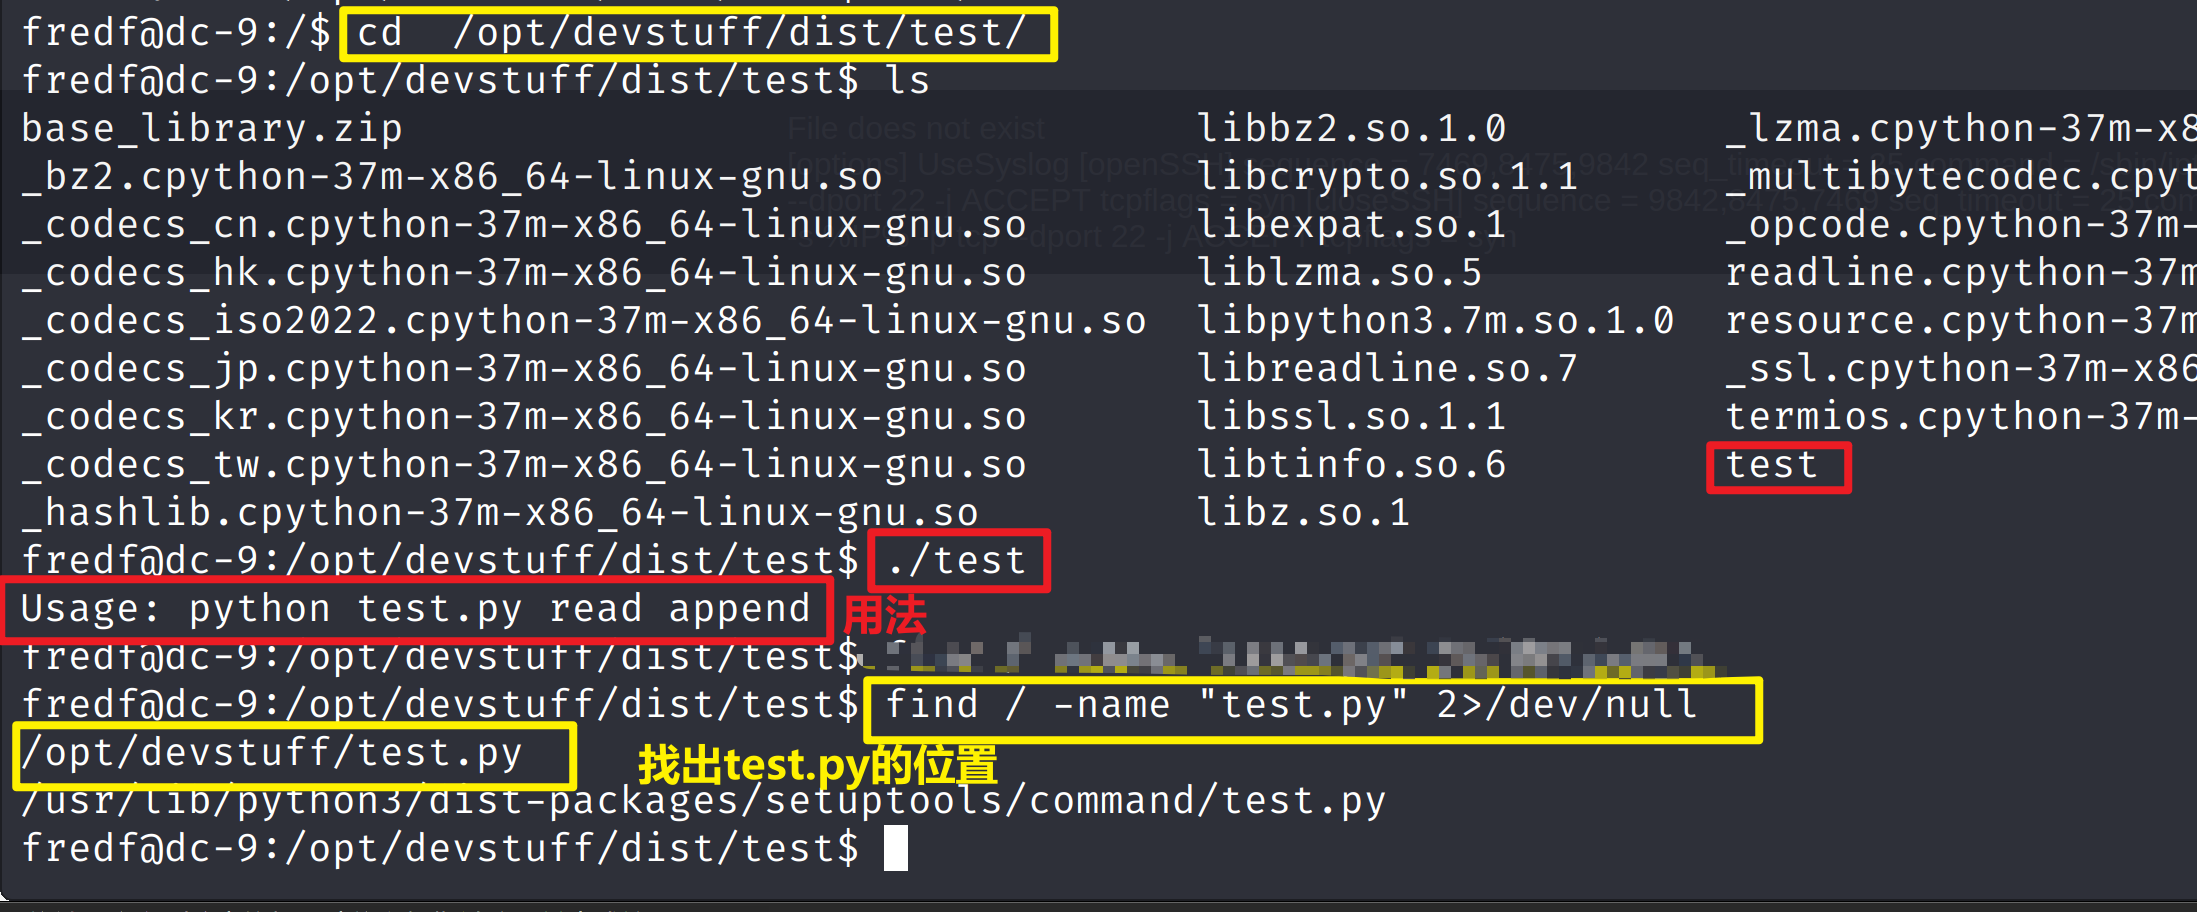 fredf@dc-9:/$ cd  /opt/devstuff/dist/test/
fredf@dc-9:/opt/devstuff/dist/test$ ls
base_library.zip libbz2.so.1.0 _lzma.cpython-37m-x8
_bz2.cpython-37m-x86_64-linux-gnu.so libcrypto.so.1.1 _multibytecodec.cpyt
_codecs_cn.cpython-37m-x86_64-linux-gnu.so libexpat.so.1 _opcode.cpython-37m-
_codecs_hk.cpython-37m-x86_64-linux-gnu.so liblzma.so.5 readline.cpython-37m
_codecs_iso2022.cpython-37m-x86_64-linux-gnu.so libpython3.7m.so.1.0 resource.cpython-37m
_codecs_jp.cpython-37m-x86_64-linux-gnu.so libreadline.so.7 _ssl.cpython-37m-x86
_codecs_kr.cpython-37m-x86_64-linux-gnu.so libssl.so.1.1 termios.cpython-37m-
_codecs_tw.cpython-37m-x86_64-linux-gnu.so libtinfo.so.6 test
_hashlib.cpython-37m-x86_64-linux-gnu.so libz.so.1
fredf@dc-9:/opt/devstuff/dist/test$ ./test
Usage: python test.py read append 用法
fredf@dc-9:/opt/devstuff/dist/test$
fredf@dc-9:/opt/devstuff/dist/test$ find / -name "test.py" 2>/dev/null
/opt/devstuff/test.py 找出test.py的位置
/usr/lib/python3/dist-packages/setuptools/command/test.py
fredf@dc-9:/opt/devstuff/dist/test$
File does not exist